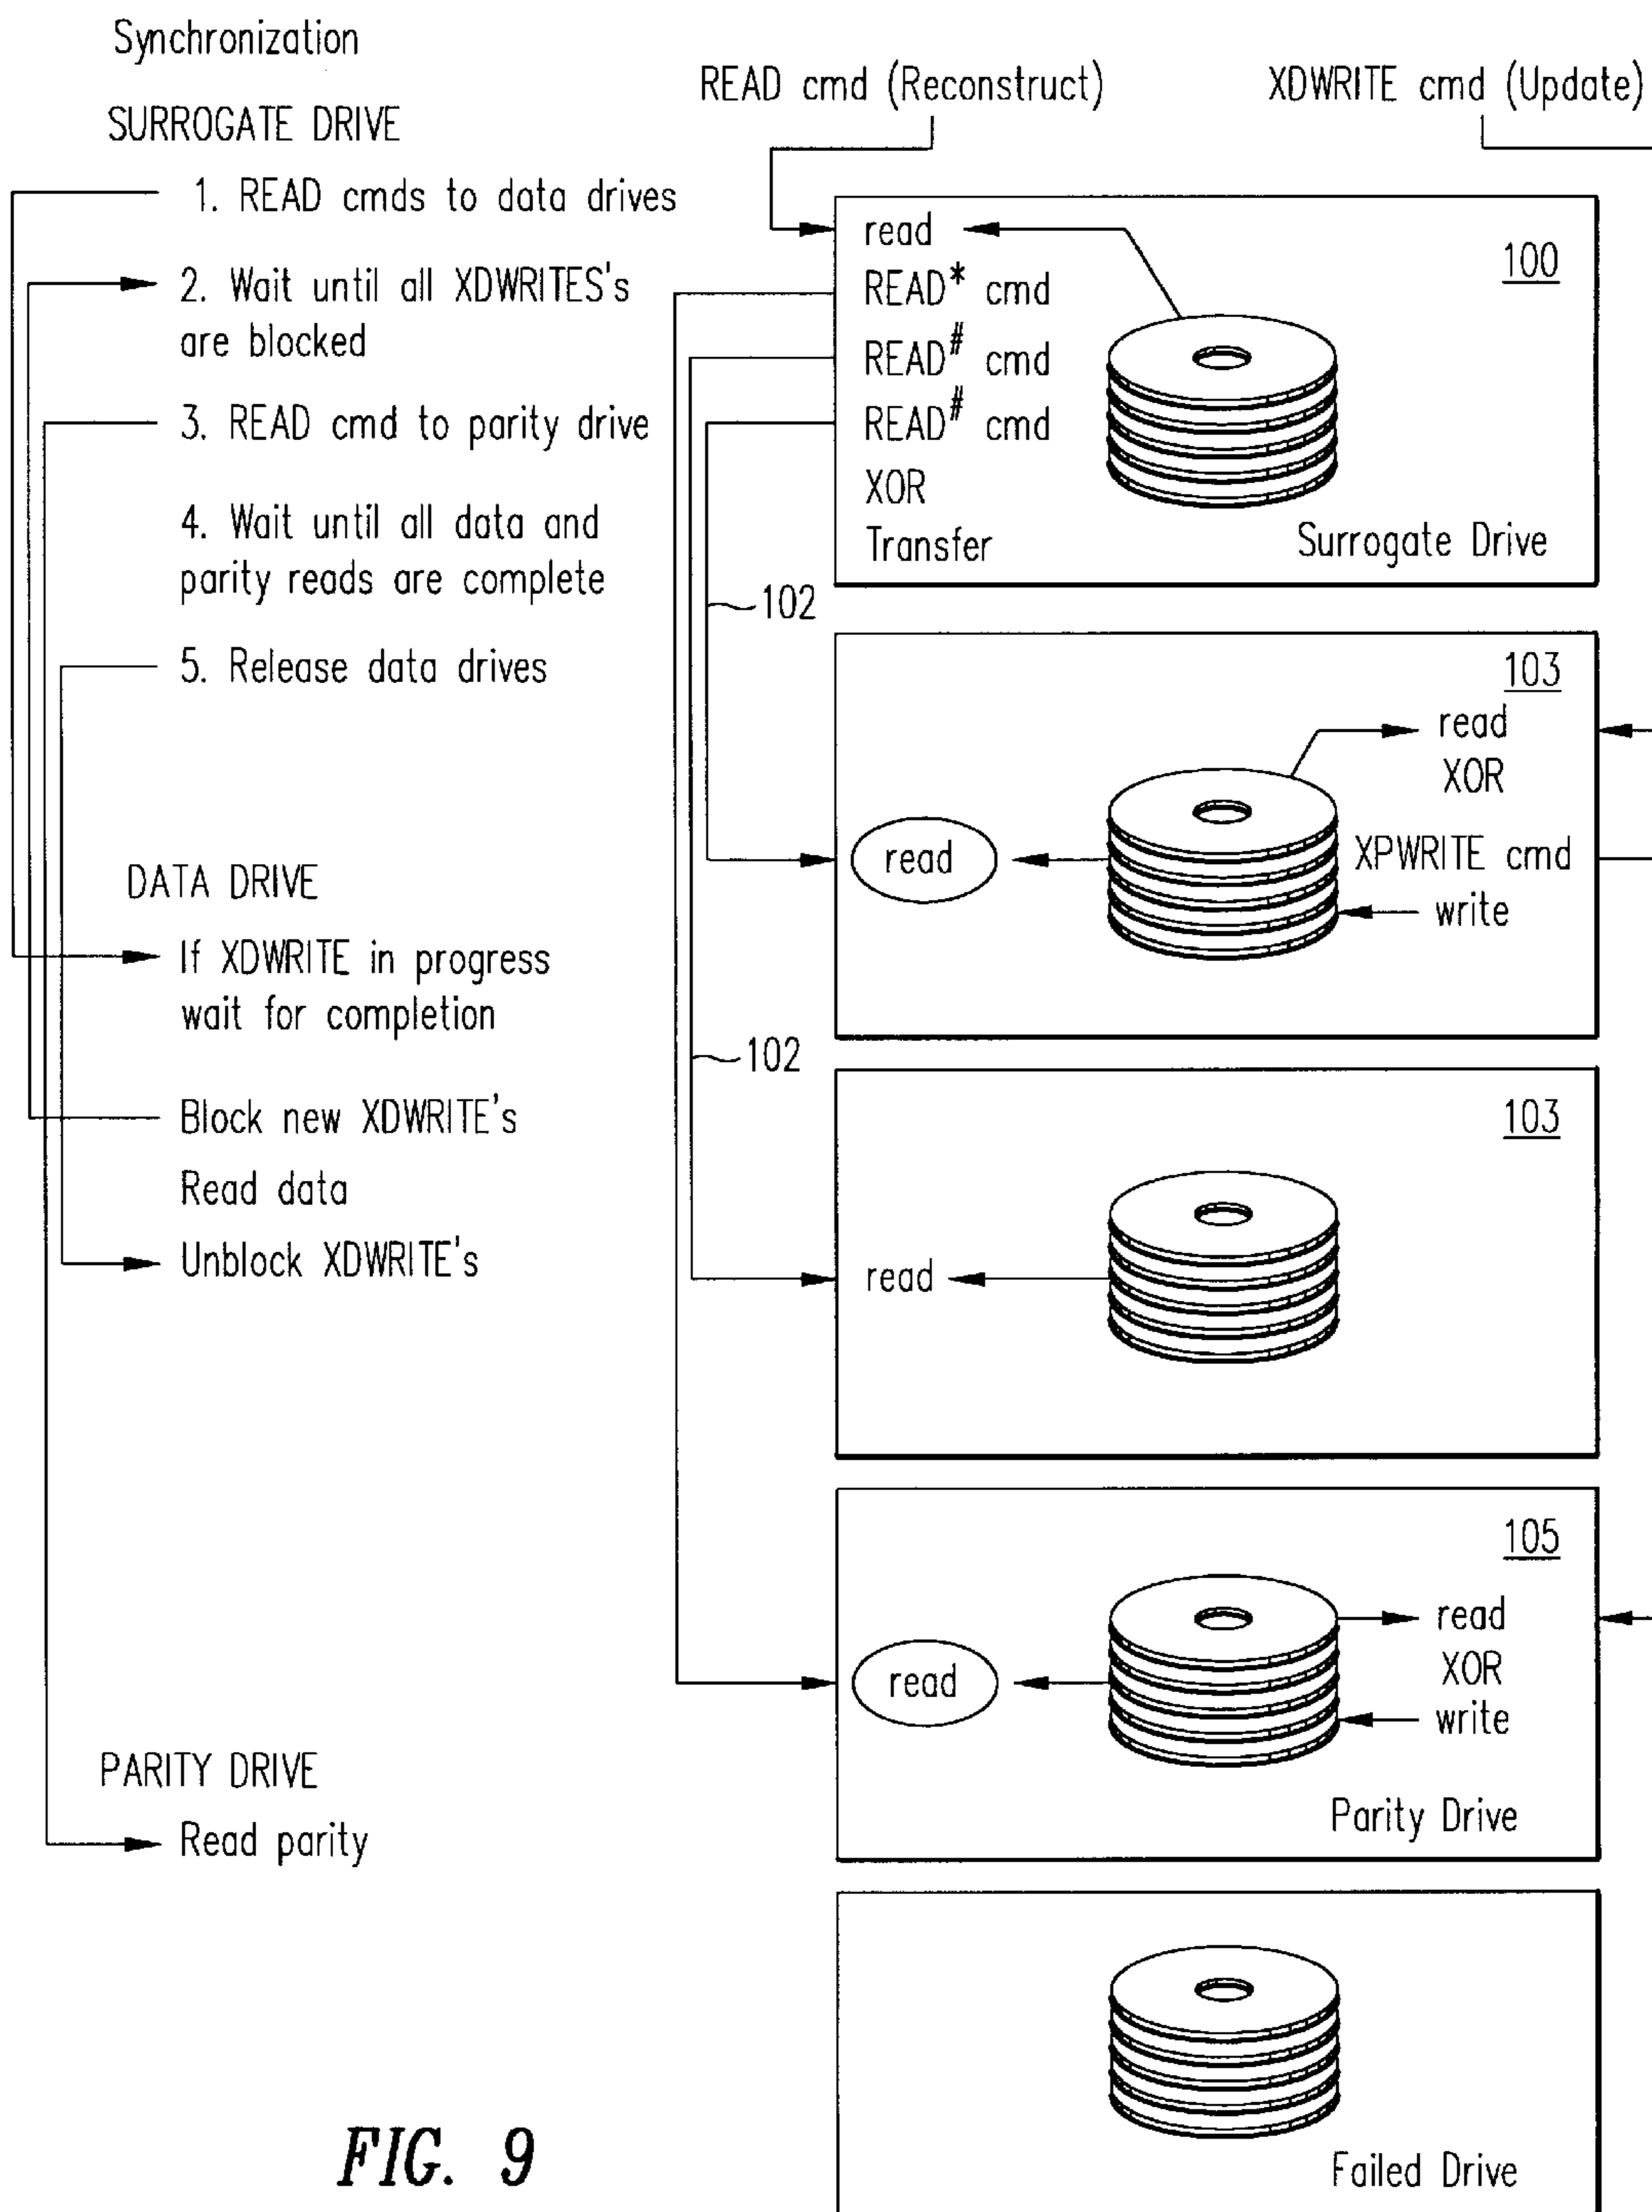 Synchronization
SURROGATE DRIVE
1. READ cmds to data drives
2. Wait until all XDWRITES's
are blocked
3. READ cmd to parity drive
4. Wait until all data and
parity reads are complete
5. Release data drives
DATA DRIVE
If XDWRITE in progress
wait for completion
Block new XDWRITE's
Read data
Unblock XDWRITE's
PARITY DRIVE
Read parity
READ cmd (Reconstruct)
XDWRITE cmd (Update)
read
100
READ* cmd
READ# cmd
READ# cmd
XOR
Transfer
Surrogate Drive
102
103
read
XOR
read
XPWRITE cmd
write
102
103
read
105
read
XOR
read
write
Parity Drive
Failed Drive
FIG. 9